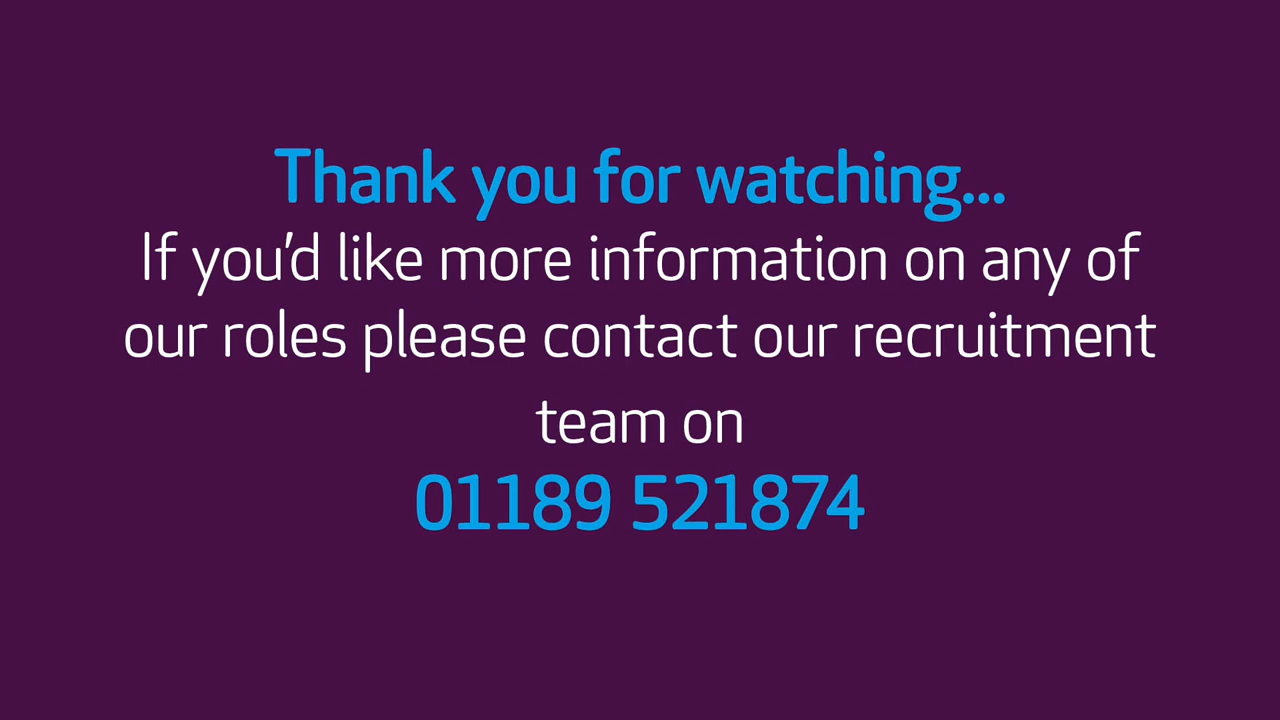 Thank you for watching...
If you'd like more information on any of
our roles please contact our recruitment
team on
01189 521874